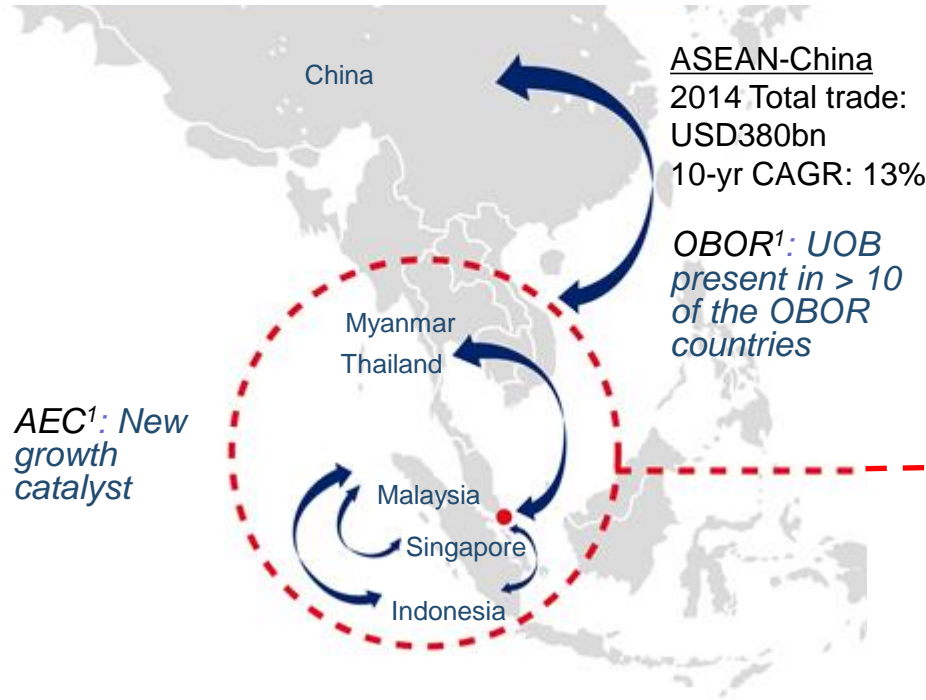 China
ASEAN-China
2014 Total trade:
USD380bn
10-yr CAGR: 13%
OBOR¹: UOB
present in > 10
of the OBOR
countries
Myanmar
Thailand
AEC¹: New
growth
catalyst
Malaysia
Singapore
Indonesia